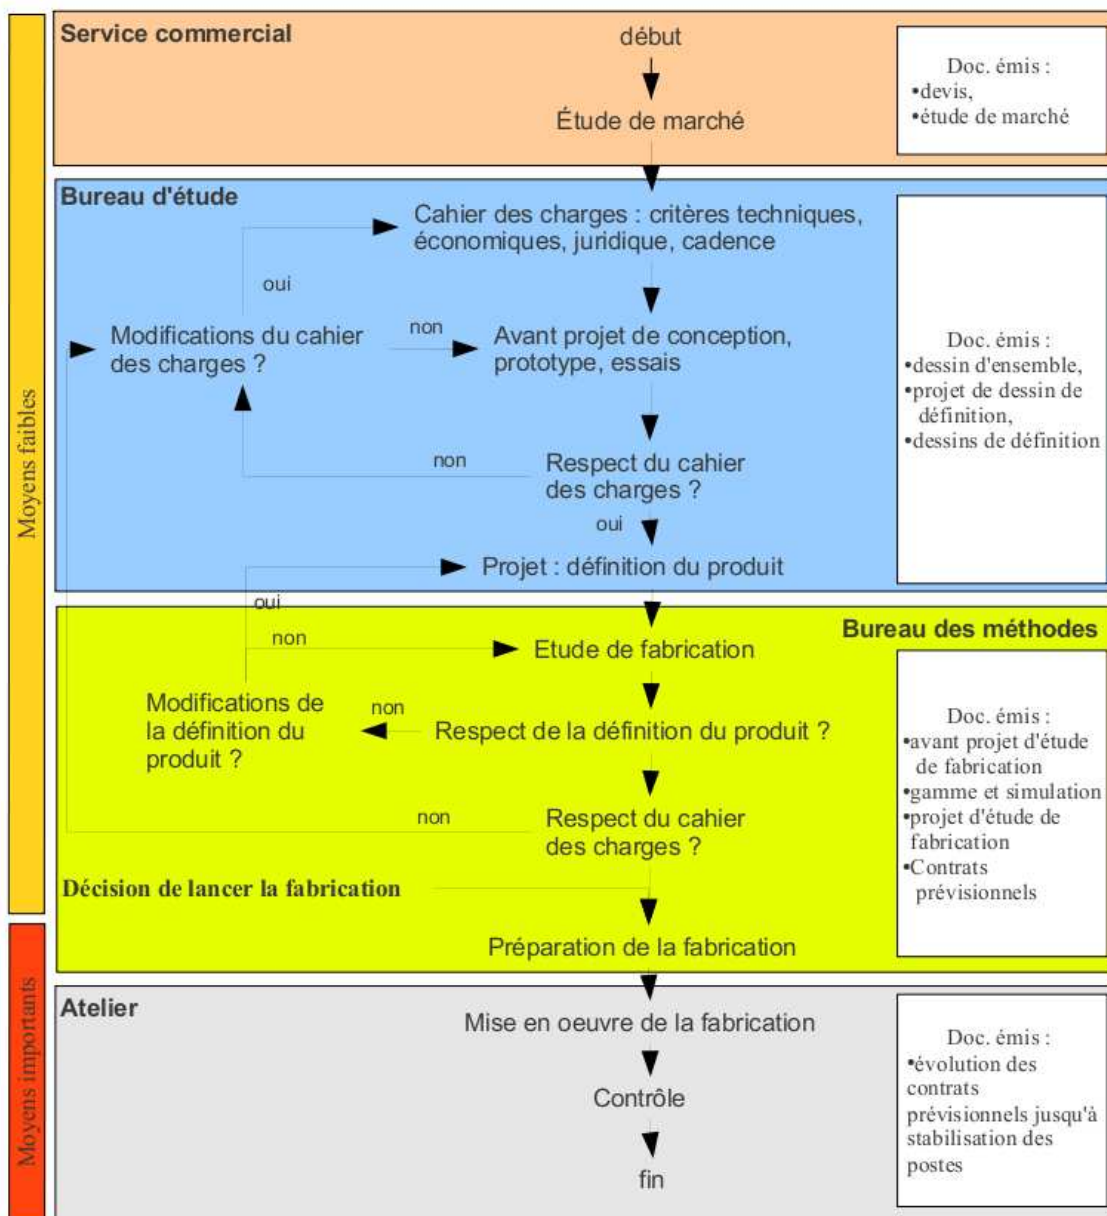 Service commercial
début
Étude de marché
Doc. émis :
•devis,
•étude de marché
Bureau d'étude
Cahier des charges : critères techniques,
économiques, juridique, cadence
oui
Modifications du cahier
des charges ?
non
Avant projet de conception,
prototype, essais
non
Respect du cahier
des charges ?
oui
Projet : définition du produit
Doc. émis :
•dessin d'ensemble,
•projet de dessin de
définition,
•dessins de définition
Moyens faibles
oui
Bureau des méthodes
non
Etude de fabrication
Modifications de
la définition du
produit ?
non
Respect de la définition du produit ?
non
Respect du cahier
des charges ?
Décision de lancer la fabrication
Préparation de la fabrication
Doc. émis :
•avant projet d'étude
de fabrication
•gamme et simulation
•projet d'étude de
fabrication
•Contrats
prévisionnels
Moyens importants
Atelier
Mise en oeuvre de la fabrication
Contrôle
fin
Doc. émis :
•évolution des
contrats
prévisionnels jusqu'à
stabilisation des
postes